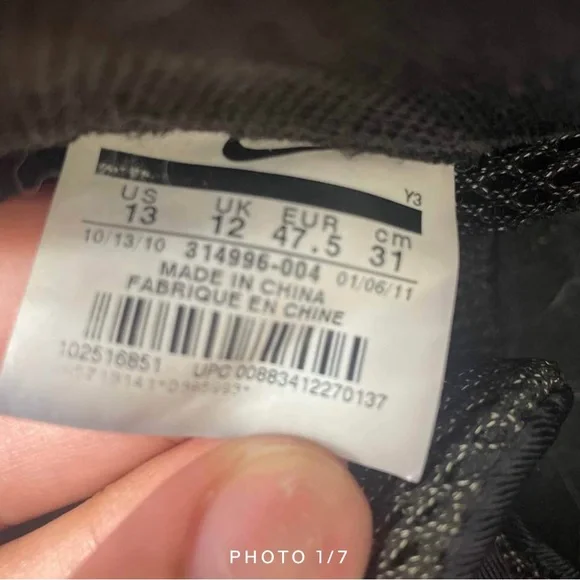 Y3
US UK EUR cm
13 12 47.5 31
10/13/10 314996-004 01/06/11
MADE IN CHINA
FABRIQUE EN CHINE
102516851 UPC 00883412270137
PHOTO 1/7